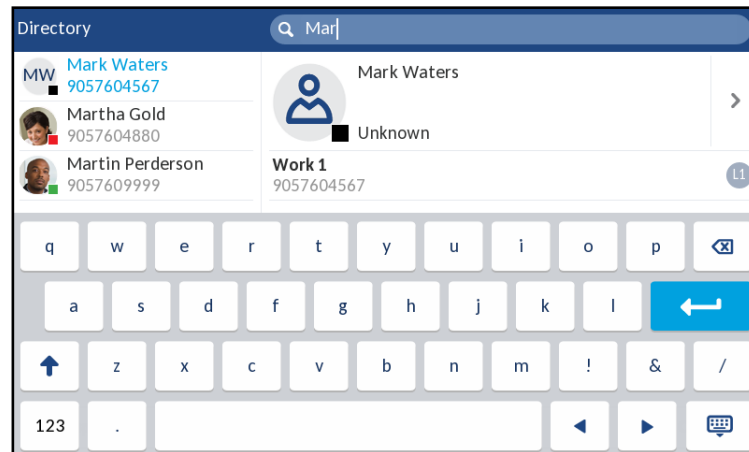 Directory
Mar
MW
Mark Waters
9057604567
Martha Gold
9057604880
Martin Perderson
9057609999
Mark Waters
Unknown
Work 1
9057604567
L1
q w e r t y u i o p
a s d f g h j k l
z x c v b n m ! & /
123 .